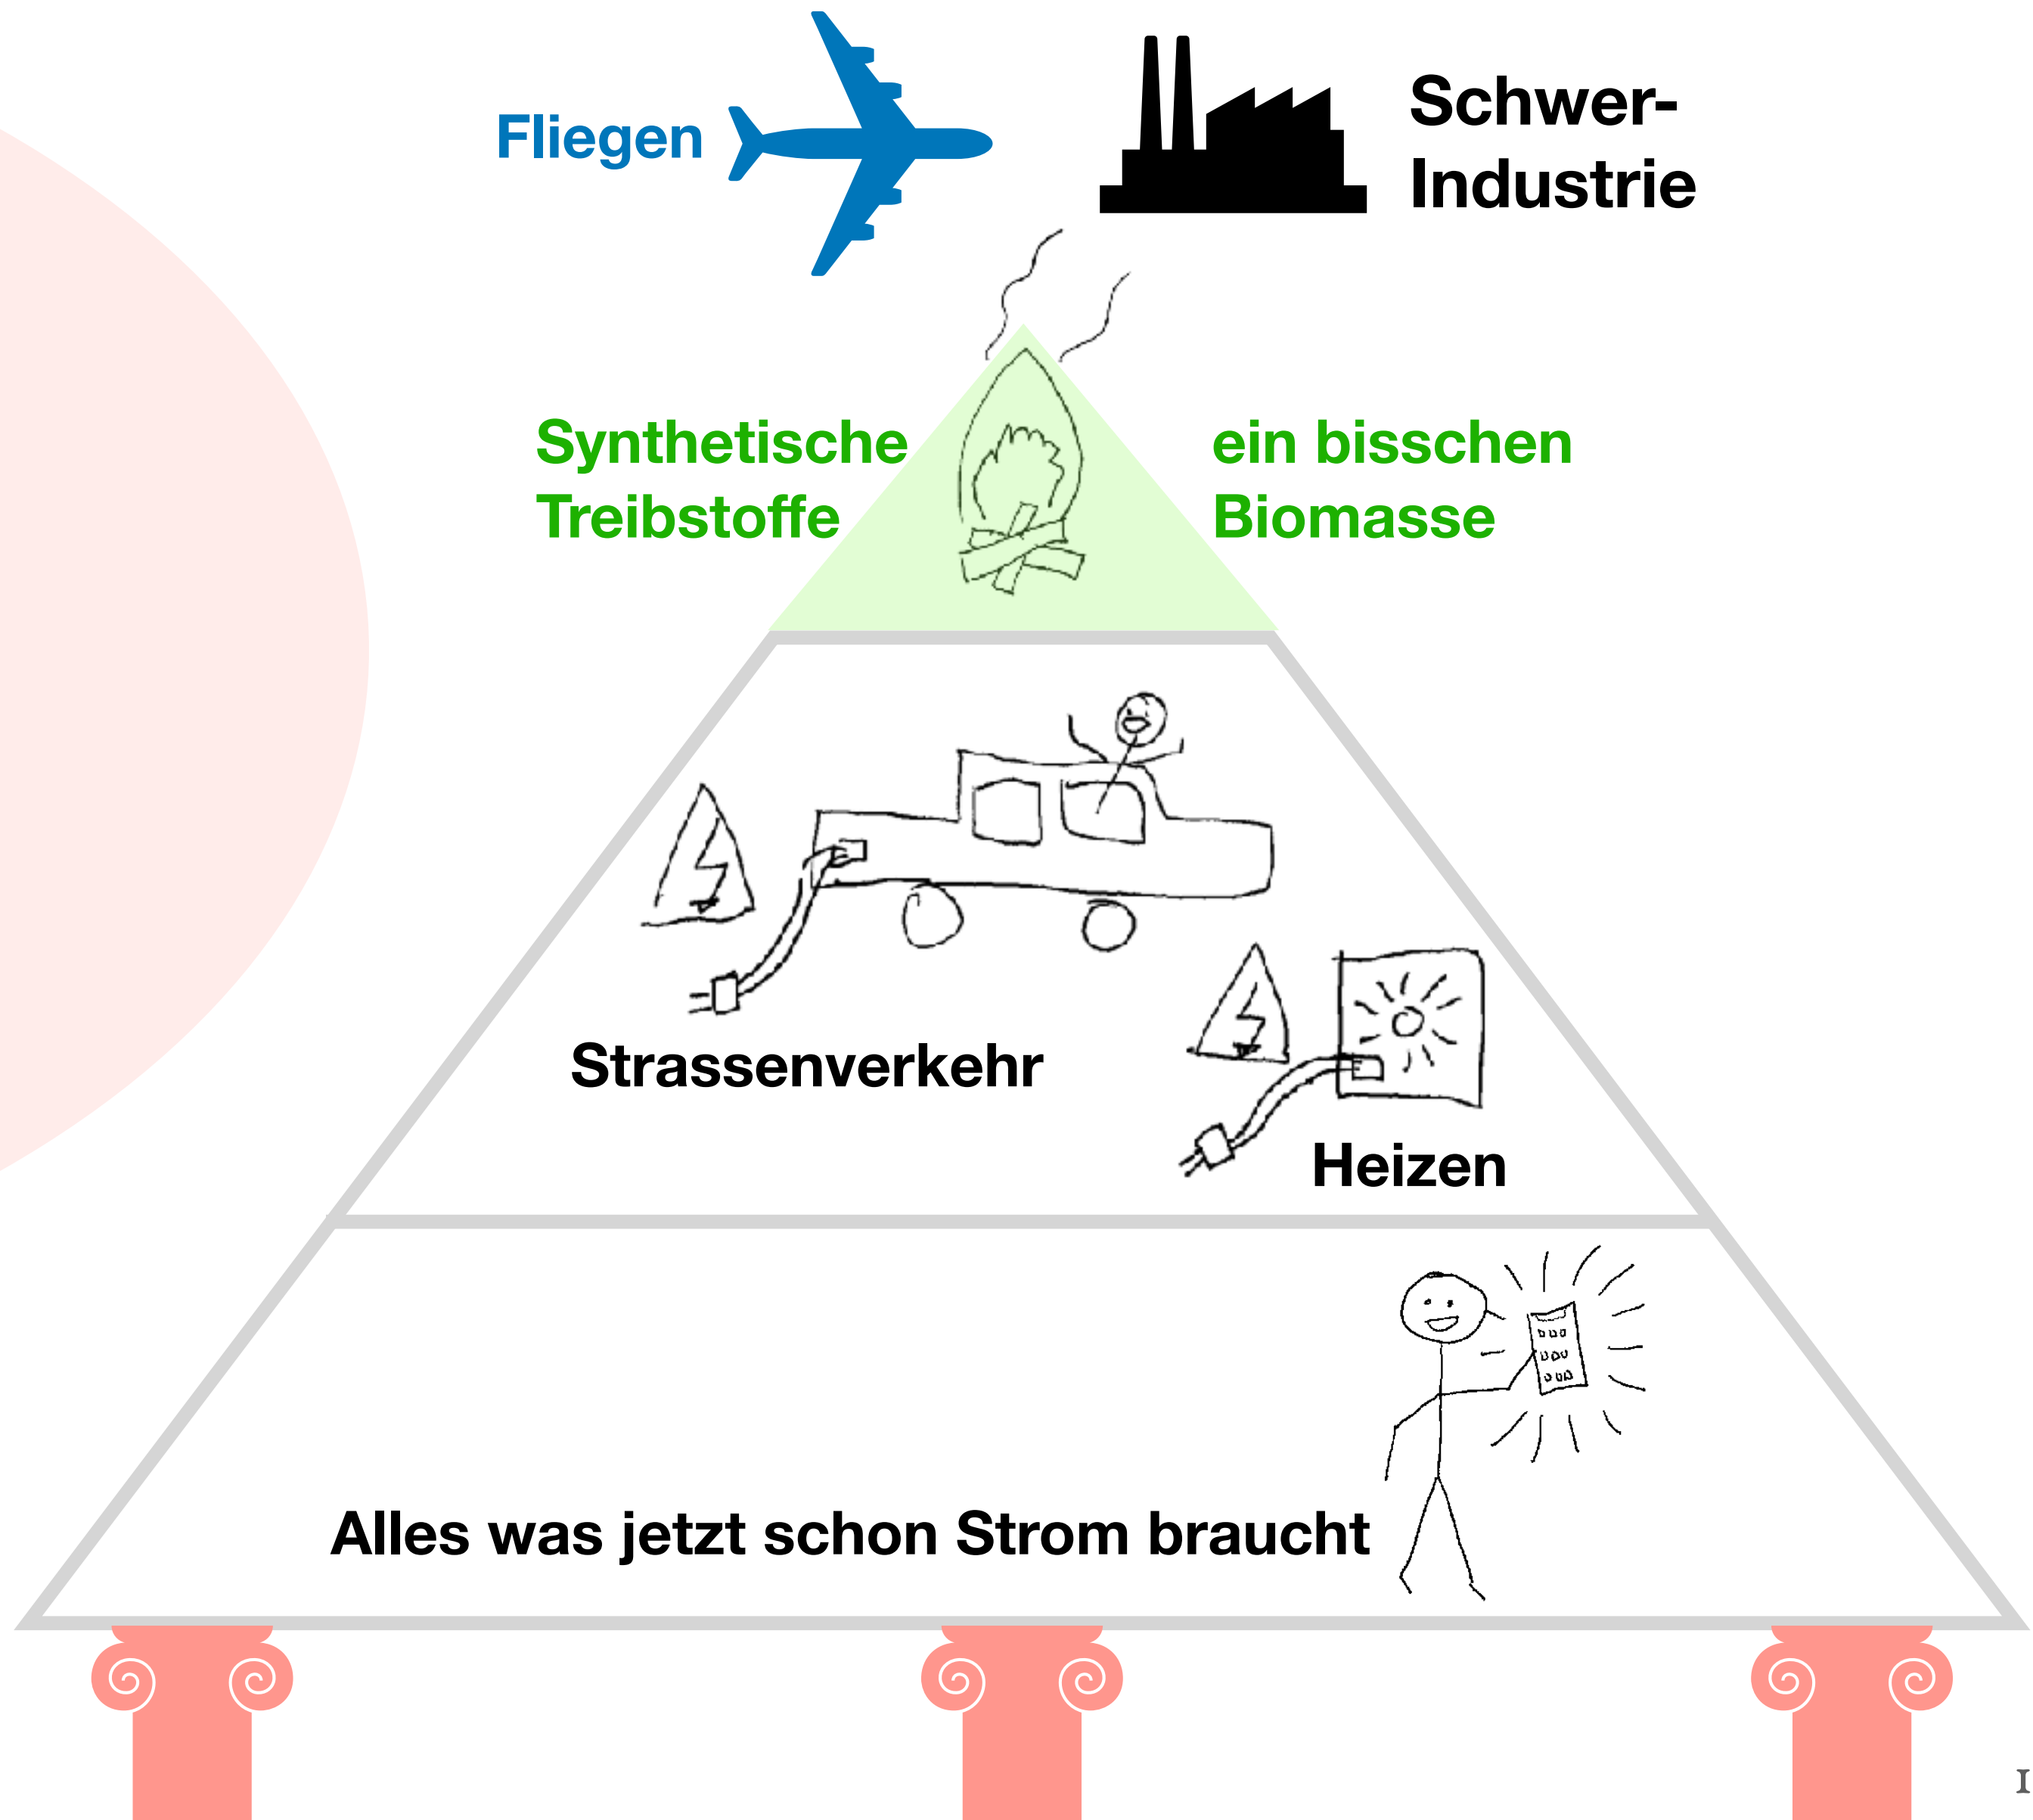 Fliegen
Schwer-
Industrie
Synthetische
Treibstoffe
ein bisschen
Biomasse
Strassenverkehr
Heizen
Alles was jetzt schon Strom braucht
I